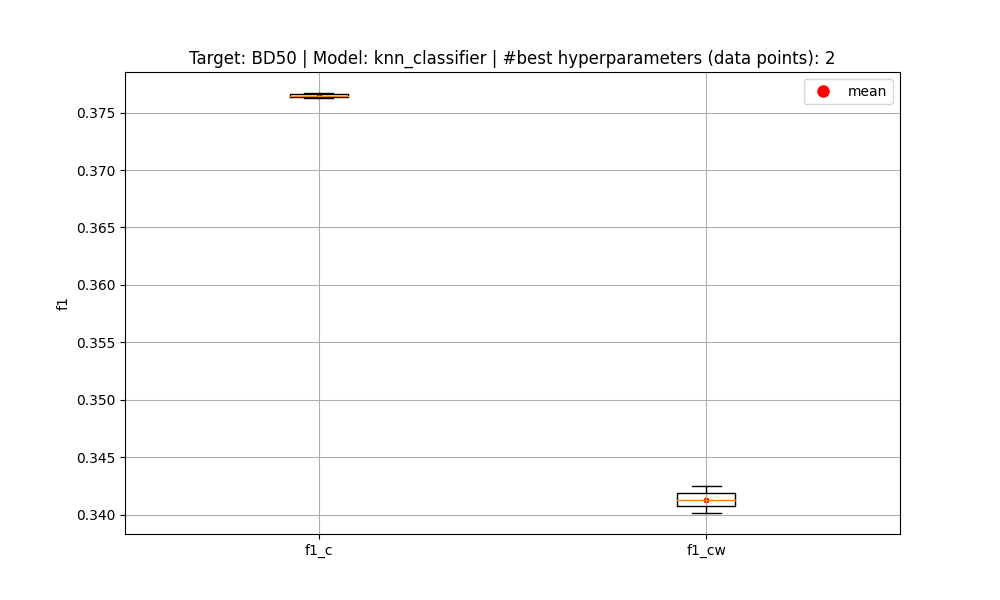 Target: BD50 | Model: knn_classifier | #best hyperparameters (data points): 2
mean
0.375
0.370
0.365
0.360
0.355
0.350
0.345
0.340
f1
f1_c
f1_cw